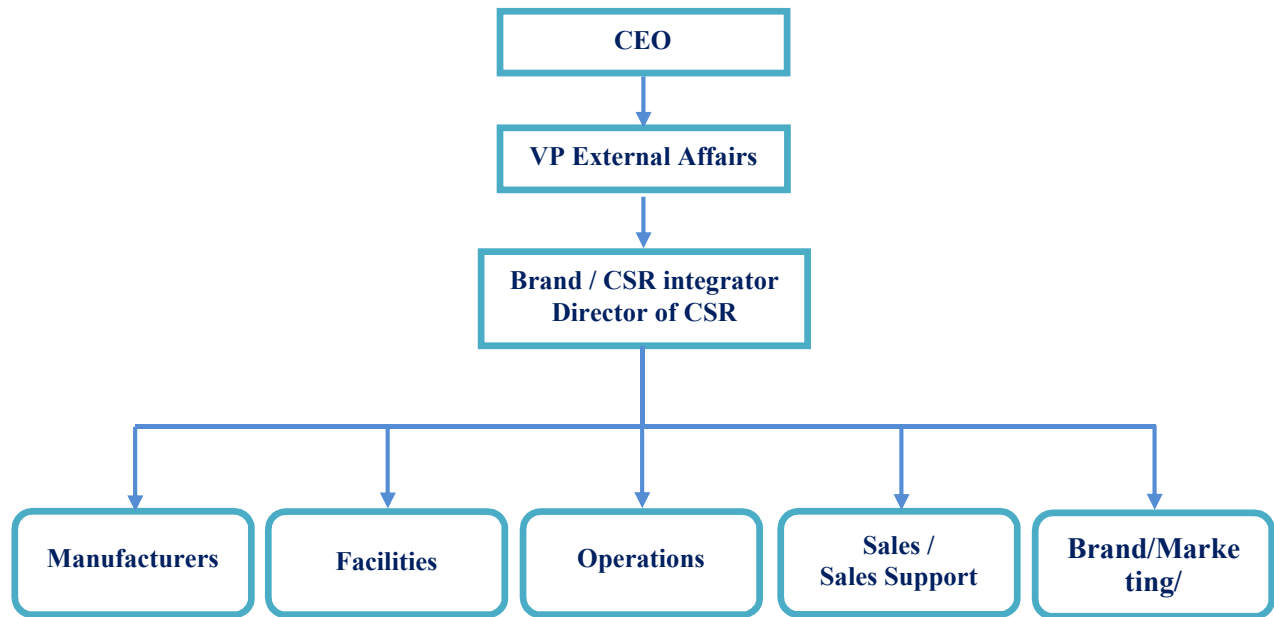 CEO
VP External Affairs
Brand / CSR integrator
Director of CSR
Manufacturers
Facilities
Operations
Sales /
Sales Support
Brand/Marke
ting/